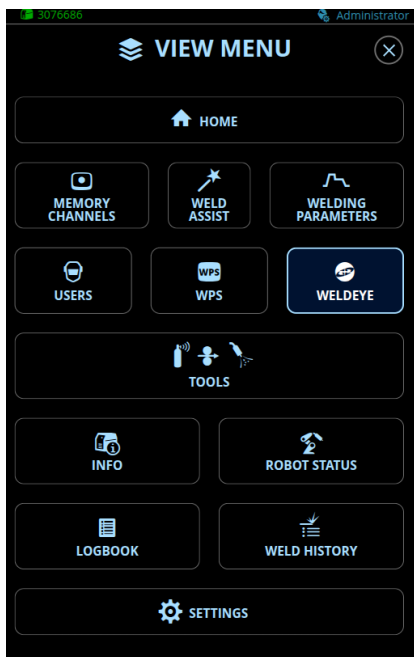 3076686
Administrator
VIEW MENU
HOME
MEMORY
CHANNELS
WELD
ASSIST
WELDING
PARAMETERS
USERS
WPS
WPS
WELDEYE
TOOLS
INFO
ROBOT STATUS
LOGBOOK
WELD HISTORY
SETTINGS